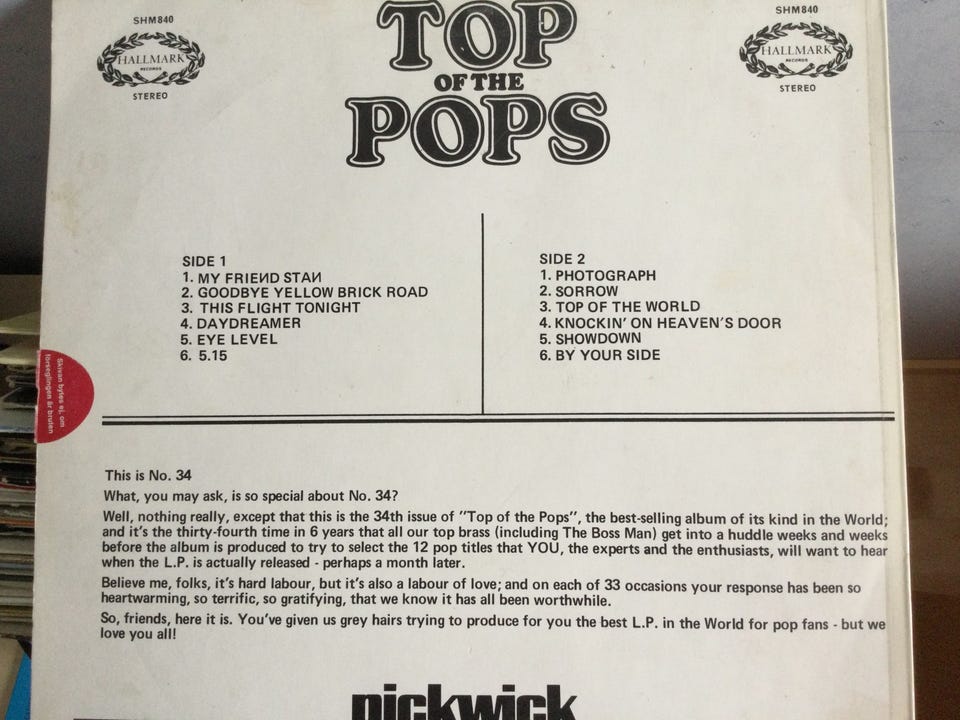 SHM840
HALLMARK
RECORDS
STEREO
TOP
OF THE
POPS
SHM840
HALLMARK
RECORDS
STEREO
SIDE 1
1. MY FRIEИD STAИ
2. GOODBYE YELLOW BRICK ROAD
3. THIS FLIGHT TONIGHT
4. DAYDREAMER
5. EYE LEVEL
6. 5.15
SIDE 2
1. PHOTOGRAPH
2. SORROW
3. TOP OF THE WORLD
4. KNOCKIN' ON HEAVEN'S DOOR
5. SHOWDOWN
6. BY YOUR SIDE
Skivan bytes ej, om
förseglingen är bruten
This is No. 34
What, you may ask, is so special about No. 34?
Well, nothing really, except that this is the 34th issue of "Top of the Pops", the best-selling album of its kind in the World;
and it's the thirty-fourth time in 6 years that all our top brass (including The Boss Man) get into a huddle weeks and weeks
before the album is produced to try to select the 12 pop titles that YOU, the experts and the enthusiasts, will want to hear
when the L.P. is actually released - perhaps a month later.
Believe me, folks, it's hard labour, but it's also a labour of love; and on each of 33 occasions your response has been so
heartwarming, so terrific, so gratifying, that we know it has all been worthwhile.
So, friends, here it is. You've given us grey hairs trying to produce for you the best L.P. in the World for pop fans - but we
love you all!
pickwick